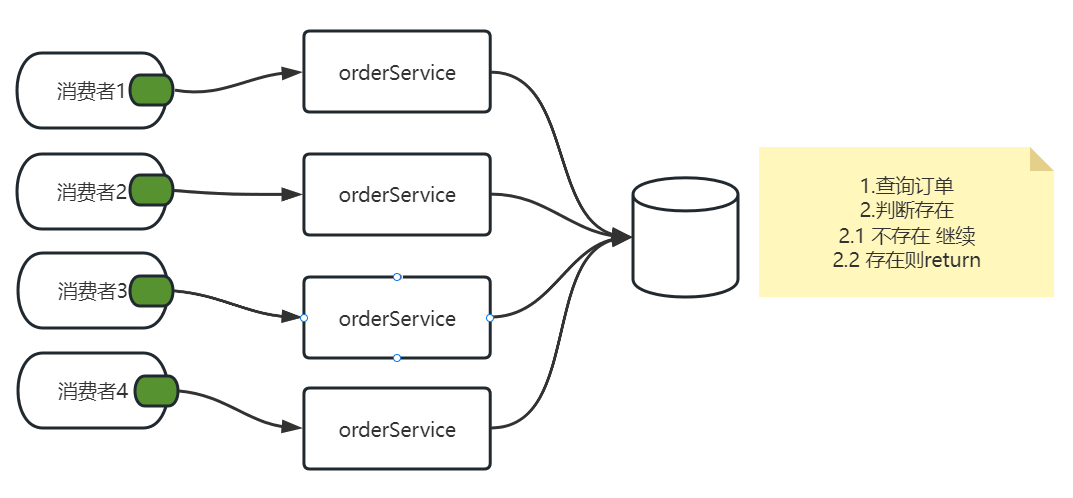 消费者1
orderService
消费者2
orderService
消费者3
orderService
消费者4
orderService
1.查询订单
2.判断存在
2.1 不存在 继续
2.2 存在则return